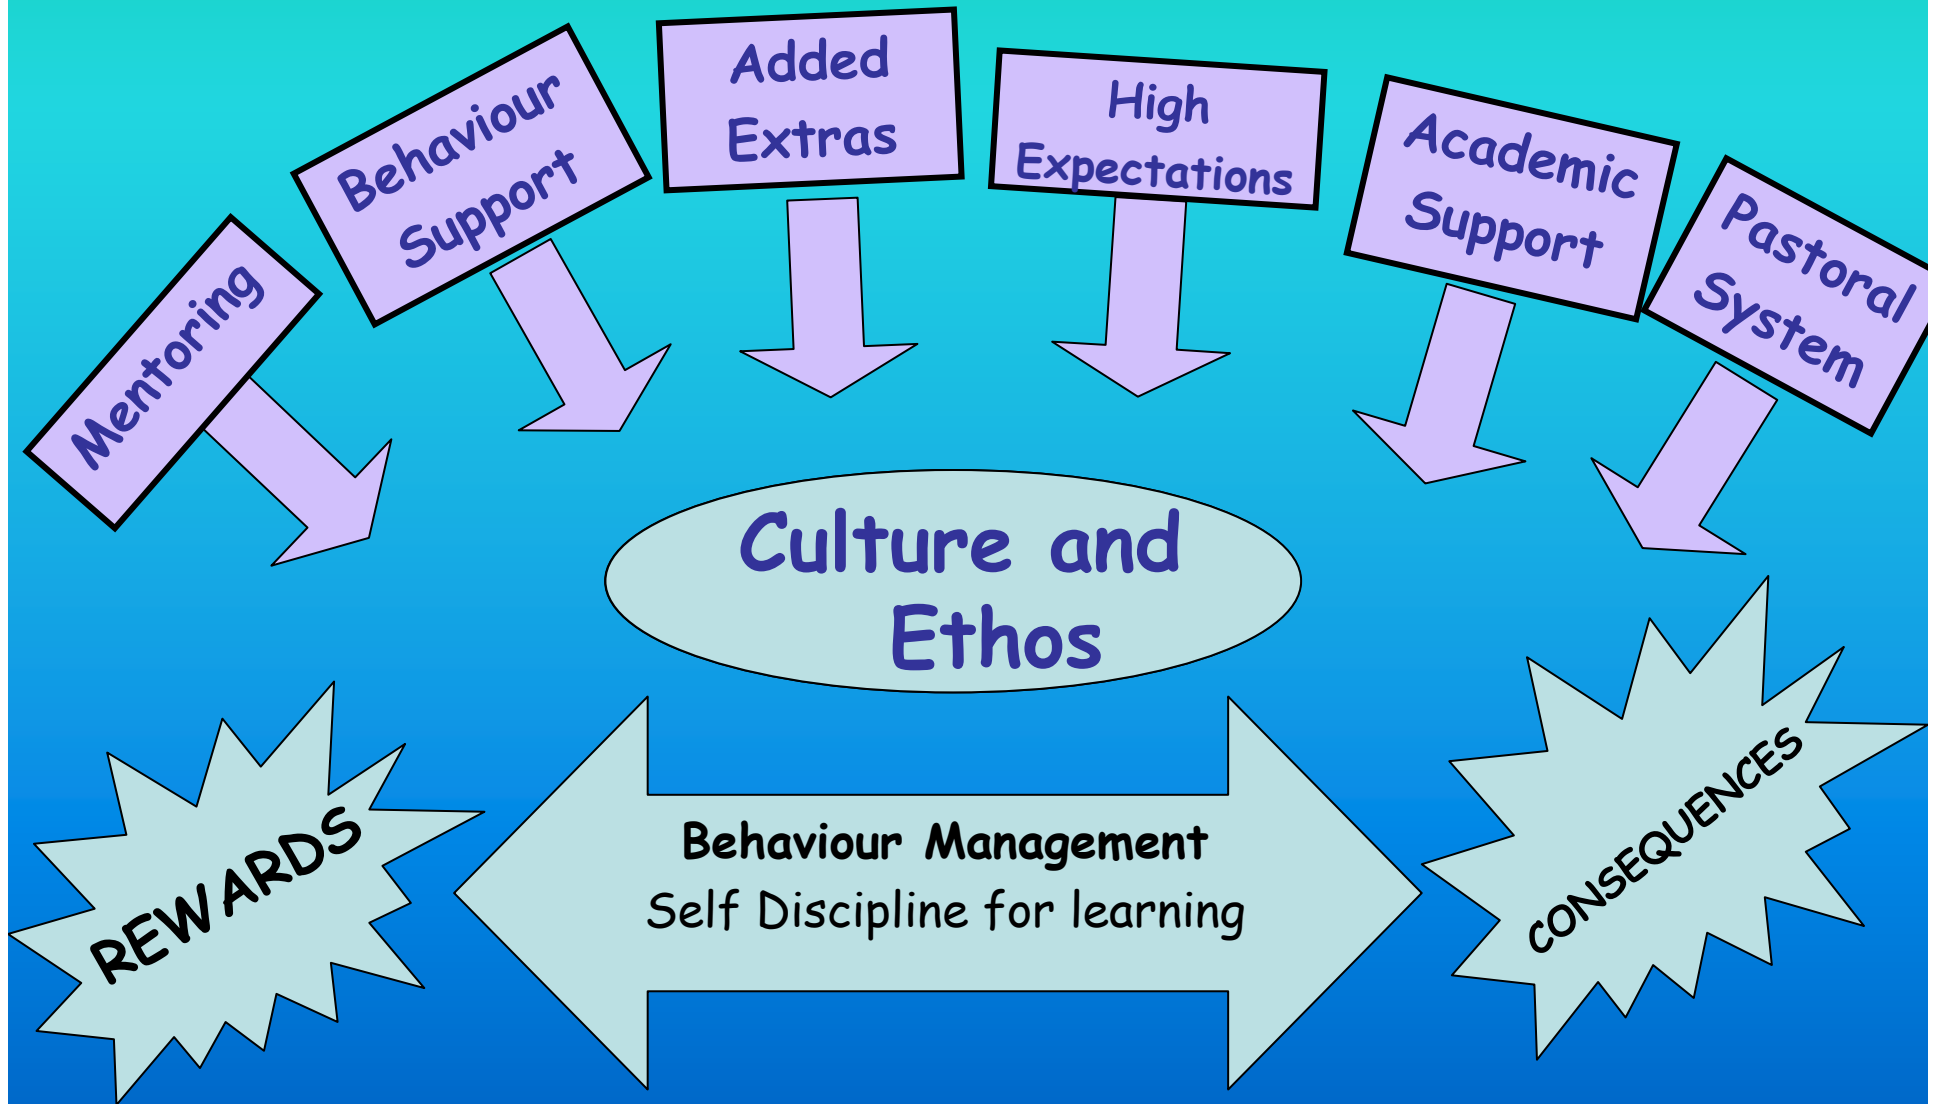 Mentoring
Behaviour
Support
Added
Extras
High
Expectations
Academic
Support
Pastoral
System
Culture and
Ethos
REWARDS
Behaviour Management
Self Discipline for learning
CONSEQUENCES